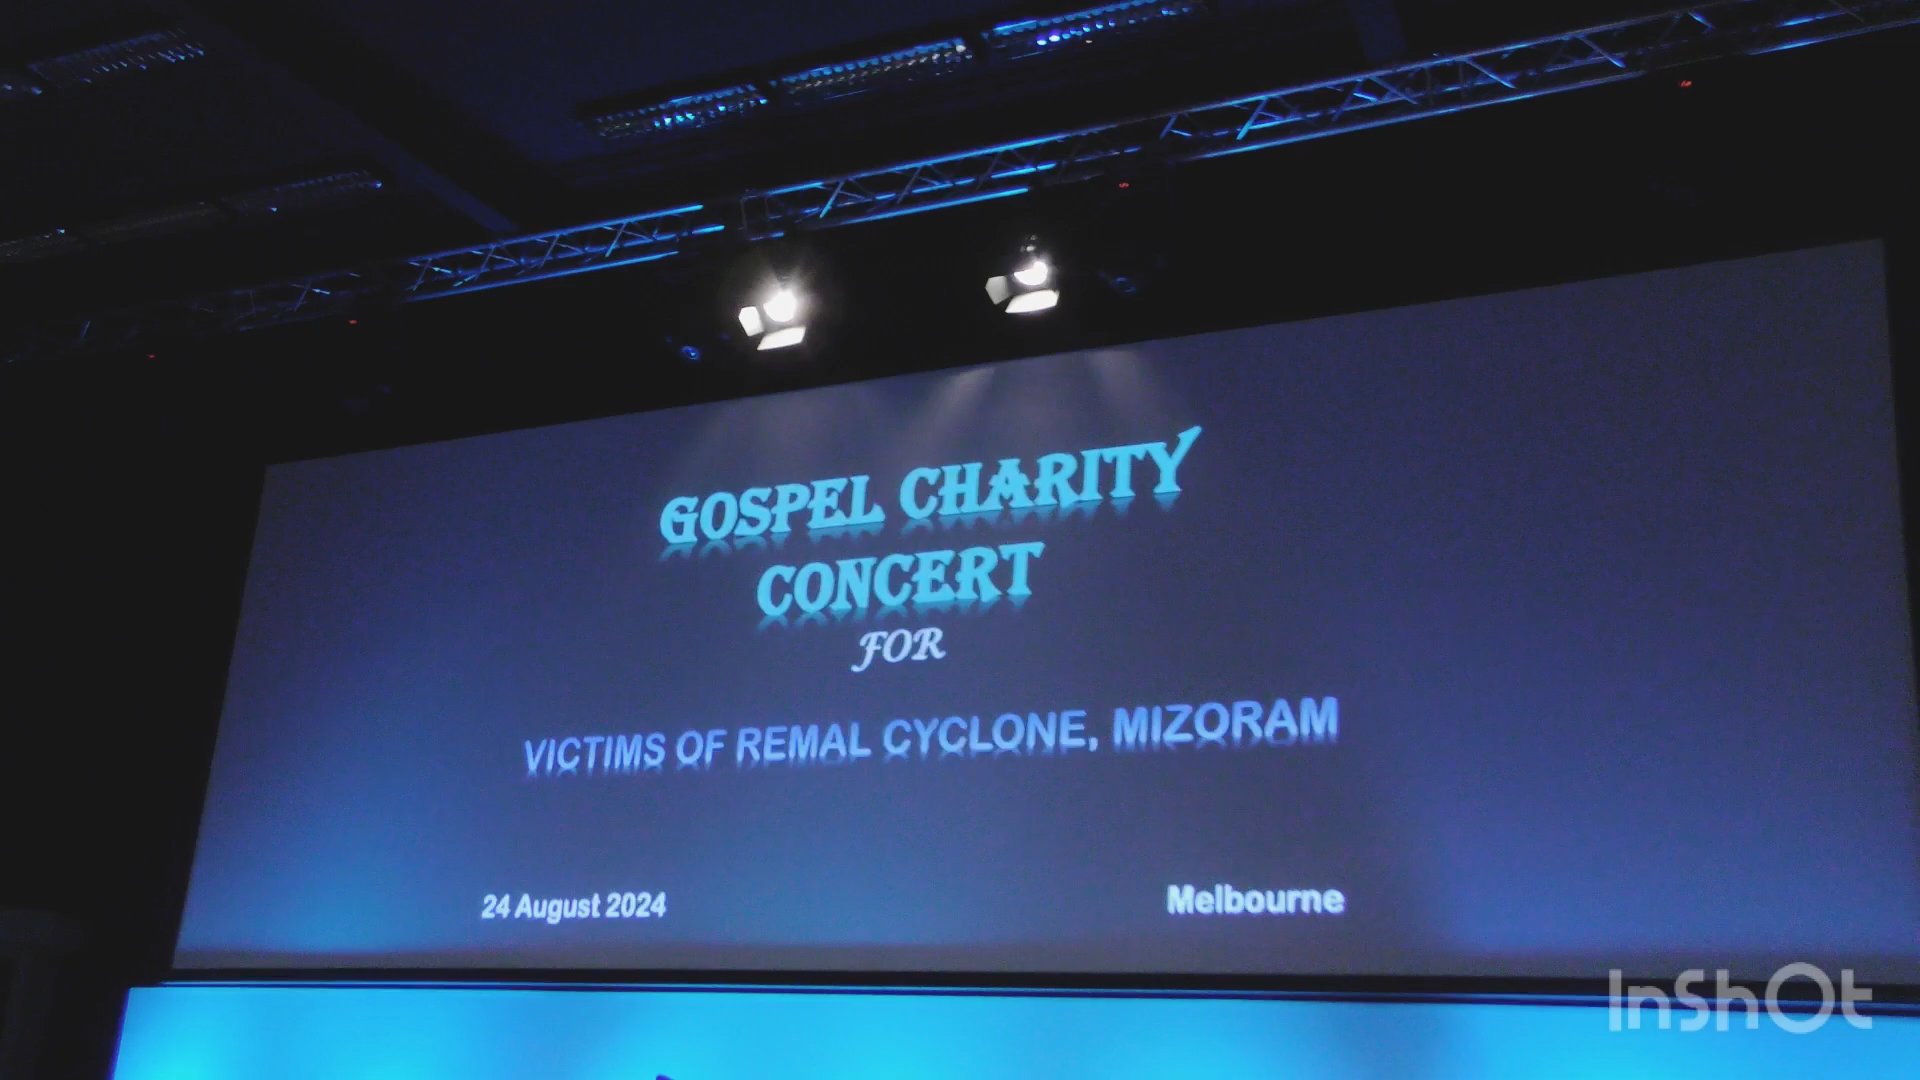 GOSPEL CHARITY
CONCERT
FOR
VICTIMS OF REMAL CYCLONE, MIZORAM
24 August 2024
Melbourne
InShOt